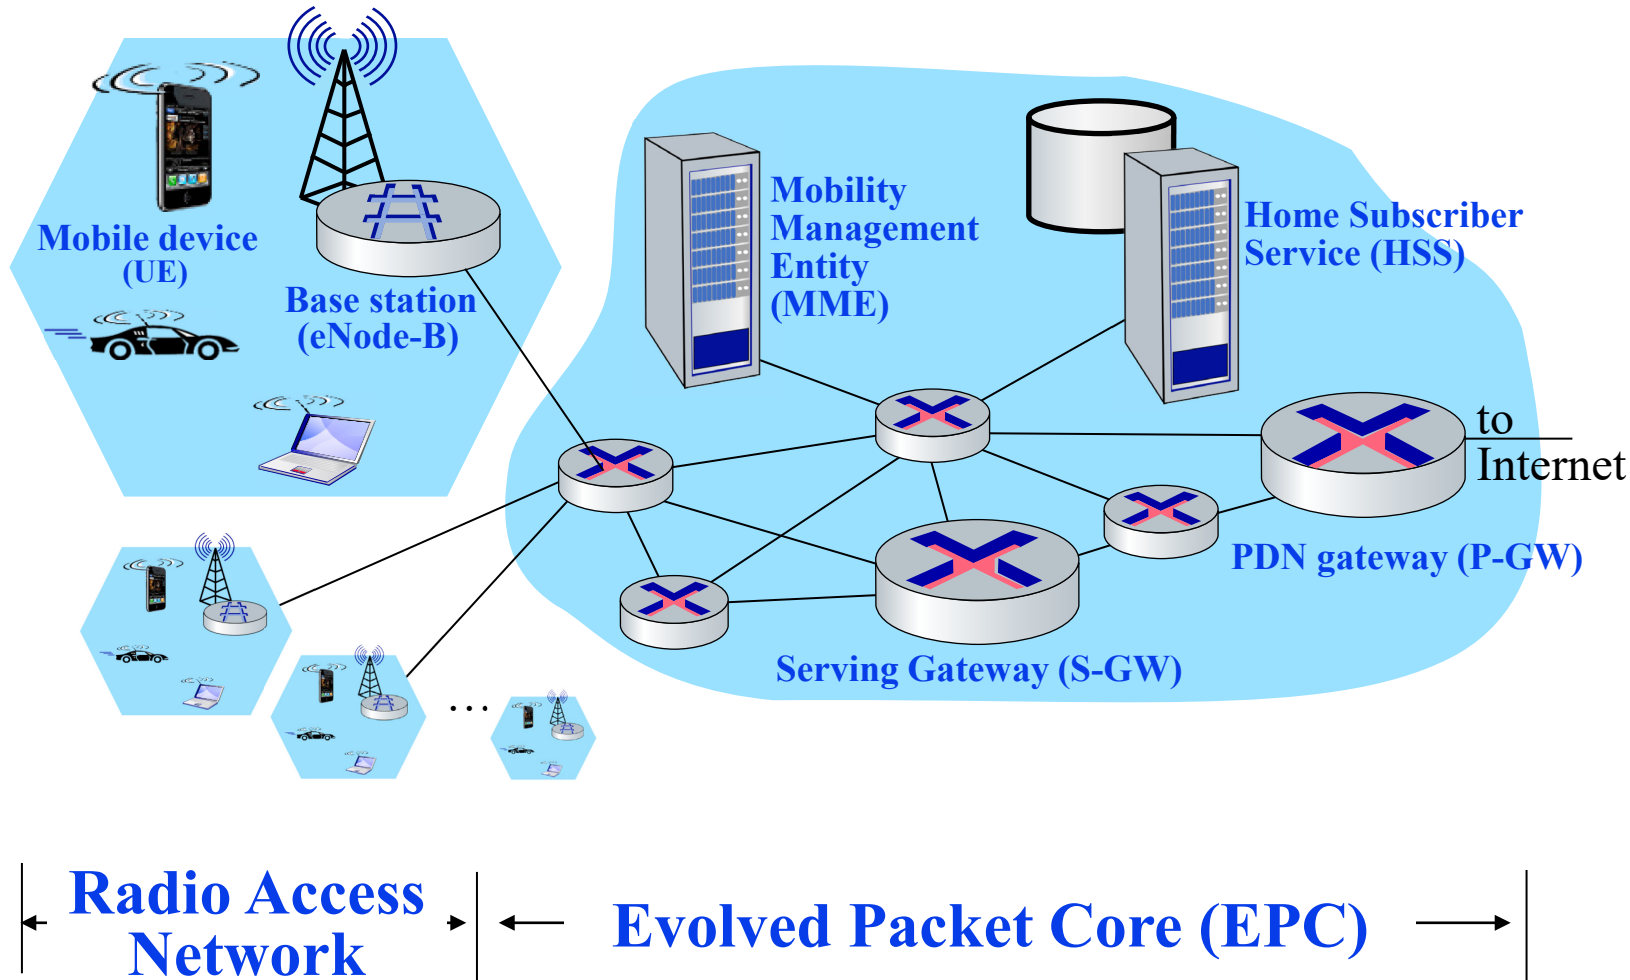 Mobile device
(UE)
Base station
(eNode-B)
Mobility
Management
Entity
(MME)
Home Subscriber
Service (HSS)
to
Internet
PDN gateway (P-GW)
Serving Gateway (S-GW)
...
Radio Access
Network
Evolved Packet Core (EPC)